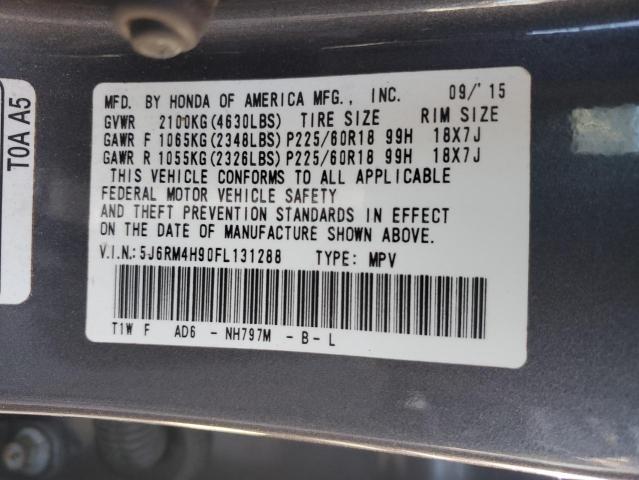 T0A A5
MFD. BY HONDA OF AMERICA MFG., INC. 09/'15
GVWR 2100KG(4630LBS) TIRE SIZE RIM SIZE
GAWR F 1065KG(2348LBS) P225/60R18 99H 18X7J
GAWR R 1055KG(2326LBS) P225/60R18 99H 18X7J
THIS VEHICLE CONFORMS TO ALL APPLICABLE
FEDERAL MOTOR VEHICLE SAFETY
AND THEFT PREVENTION STANDARDS IN EFFECT
ON THE DATE OF MANUFACTURE SHOWN ABOVE.
V.I.N.:5J6RM4H90FL131288 TYPE: MPV
T1W F AD6 - NH797M - B - L